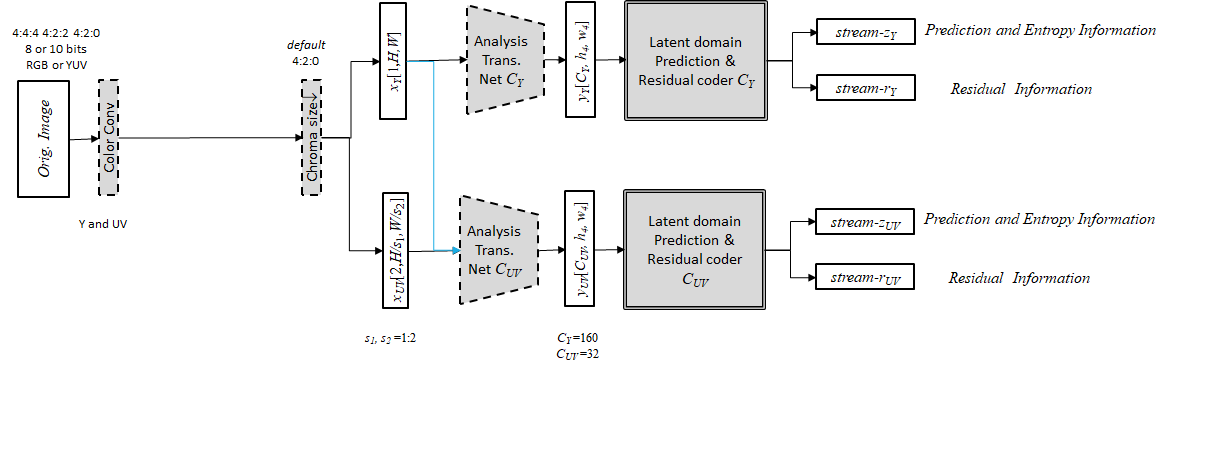 4:4:4 4:2:2 4:2:0
8 or 10 bits
RGB or YUV
Orig. Image
Color Conv
Y and UV
default
4:2:0
Chroma size↓
x_Y[1,H,W]
Analysis
Trans.
Net C_Y
y_Y[C_Y, h_4, w_4]
Latent domain
Prediction &
Residual coder C_Y
stream-z_Y
Prediction and Entropy Information
stream-r_Y
Residual Information
x_UV[2,H/s_1,W/s_2]
s_1, s_2 =1:2
Analysis
Trans.
Net C_UV
y_UV[C_UV, h_4, w_4]
C_Y=160
C_UV=32
Latent domain
Prediction &
Residual coder
C_UV
stream-z_UV
Prediction and Entropy Information
stream-r_UV
Residual Information